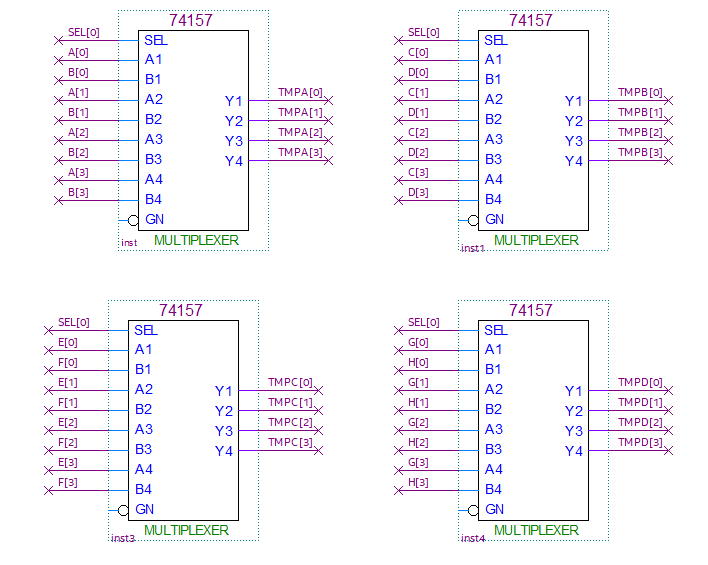 74157
SEL[0] SEL
A[0] A1
B[0] B1
A[1] A2 Y1 TMPA[0]
B[1] B2 Y2 TMPA[1]
A[2] A3 Y3 TMPA[2]
B[2] B3 Y4 TMPA[3]
A[3] A4
B[3] B4
GN
inst MULTIPLEXER
74157
SEL[0] SEL
C[0] A1
D[0] B1
C[1] A2 Y1 TMPB[0]
D[1] B2 Y2 TMPB[1]
C[2] A3 Y3 TMPB[2]
D[2] B3 Y4 TMPB[3]
C[3] A4
D[3] B4
GN
inst1 MULTIPLEXER
74157
SEL[0] SEL
E[0] A1
F[0] B1
E[1] A2 Y1 TMPC[0]
F[1] B2 Y2 TMPC[1]
E[2] A3 Y3 TMPC[2]
F[2] B3 Y4 TMPC[3]
E[3] A4
F[3] B4
GN
inst3 MULTIPLEXER
74157
SEL[0] SEL
G[0] A1
H[0] B1
G[1] A2 Y1 TMPD[0]
H[1] B2 Y2 TMPD[1]
G[2] A3 Y3 TMPD[2]
H[2] B3 Y4 TMPD[3]
G[3] A4
H[3] B4
GN
inst4 MULTIPLEXER